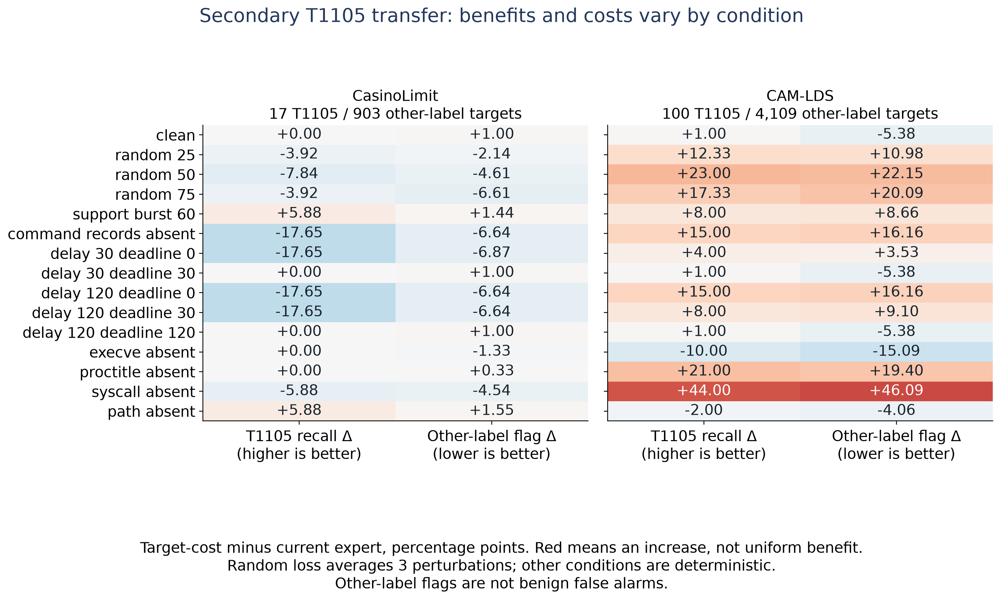 Secondary T1105 transfer: benefits and costs vary by condition
CasinoLimit
17 T1105 / 903 other-label targets
CAM-LDS
100 T1105 / 4,109 other-label targets
clean +0.00 +1.00 +1.00 -5.38
random 25 -3.92 -2.14 +12.33 +10.98
random 50 -7.84 -4.61 +23.00 +22.15
random 75 -3.92 -6.61 +17.33 +20.09
support burst 60 +5.88 +1.44 +8.00 +8.66
command records absent -17.65 -6.64 +15.00 +16.16
delay 30 deadline 0 -17.65 -6.87 +4.00 +3.53
delay 30 deadline 30 +0.00 +1.00 +1.00 -5.38
delay 120 deadline 0 -17.65 -6.64 +15.00 +16.16
delay 120 deadline 30 -17.65 -6.64 +8.00 +9.10
delay 120 deadline 120 +0.00 +1.00 +1.00 -5.38
execve absent +0.00 -1.33 -10.00 -15.09
proctitle absent +0.00 +0.33 +21.00 +19.40
syscall absent -5.88 -4.54 +44.00 +46.09
path absent +5.88 +1.55 -2.00 -4.06
T1105 recall Δ
(higher is better)
Other-label flag Δ
(lower is better)
T1105 recall Δ
(higher is better)
Other-label flag Δ
(lower is better)
Target-cost minus current expert, percentage points. Red means an increase, not uniform benefit.
Random loss averages 3 perturbations; other conditions are deterministic.
Other-label flags are not benign false alarms.